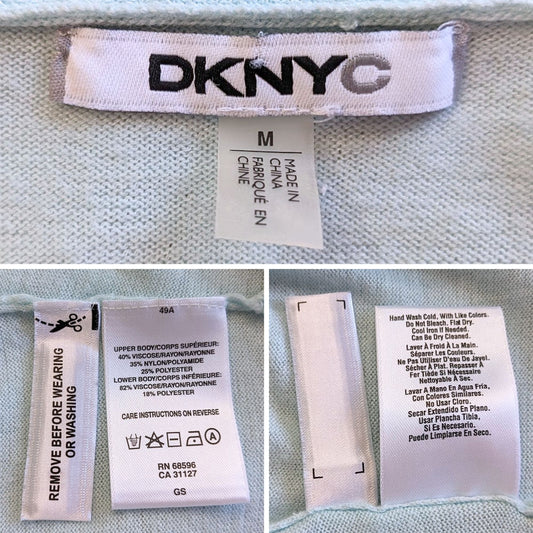 DKNYC
M
MADE IN
CHINA
FABRIQUÉ EN
CHINE
REMOVE BEFORE WEARING
OR WASHING
49A
UPPER BODY/CORPS SUPÉRIEUR:
40% VISCOSE/RAYON/RAYONNE
35% NYLON/POLYAMIDE
25% POLYESTER
LOWER BODY/CORPS INFÉRIEURE:
82% VISCOSE/RAYON/RAYONNE
18% POLYESTER
CARE INSTRUCTIONS ON REVERSE
A
RN 68596
CA 31127
GS
Hand Wash Cold, With Like Colors.
Do Not Bleach. Flat Dry.
Cool Iron If Needed.
Can Be Dry Cleaned.
Laver À Froid À La Main.
Séparer Les Couleurs.
Ne Pas Utiliser D'eau De Javel.
Sécher À Plat. Repasser À
Fer Tiède Si Nécessaire
Nettoyable À Sec.
Lavar A Mano En Agua Fria,
Con Colores Similares.
No Usar Cloro.
Secar Extendido En Plano.
Usar Plancha Tibia,
Si Es Necesario.
Puede Limpiarse En Seco.